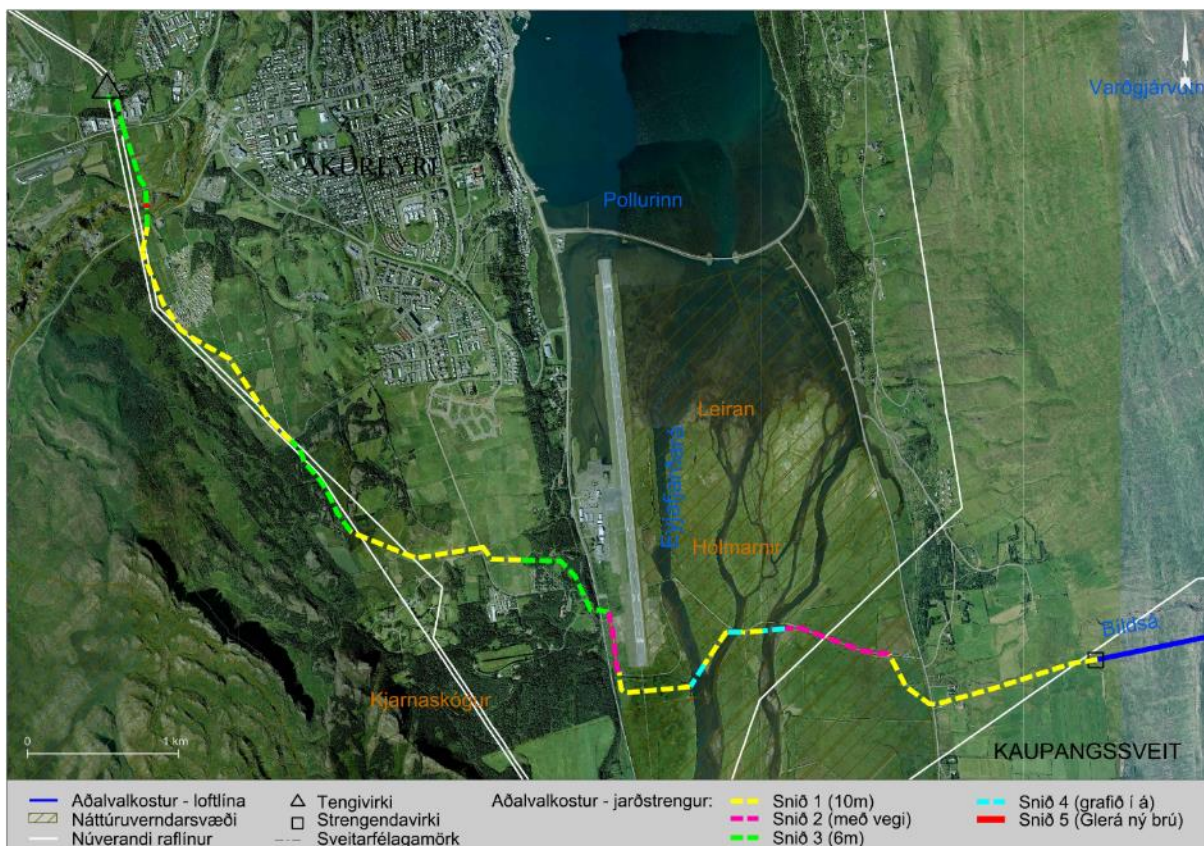 Varðgjárvötn
AKUREYRI
Pollurinn
Leiran
Eyjafjarðará
Hólmarnir
Bíldsá
Kjarnaskógur
KAUPANGSSVEIT
0 1 km
Aðalvalkostur - loftlína
Náttúruverndarsvæði
Núverandi raflínur
Tengivirki
Strengendavirki
Sveitarfélagamörk
Aðalvalkostur - jarðstrengur:
Snið 1 (10m)
Snið 2 (með vegi)
Snið 3 (6m)
Snið 4 (grafið í á)
Snið 5 (Glerá ný brú)